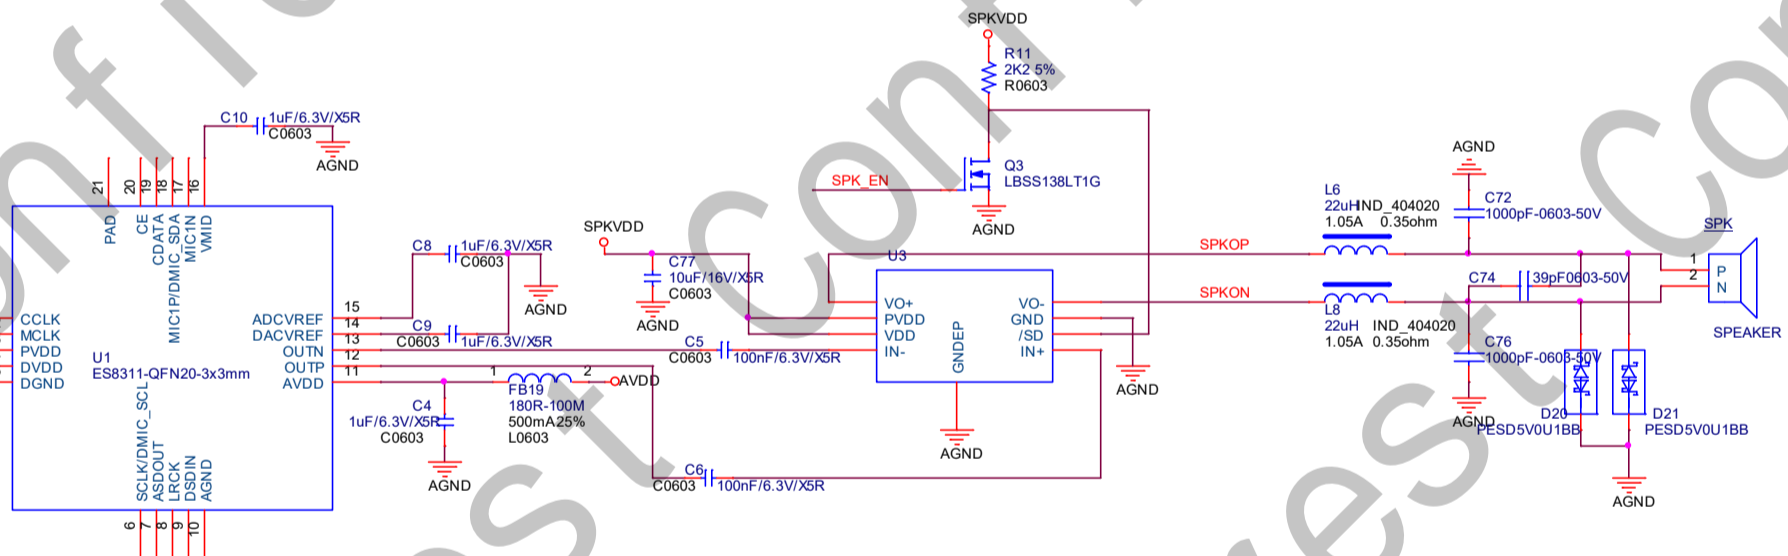 SPKVDD
R11
2K2 5%
R0603
C10
1uF/6.3V/X5R
C0603
AGND
Q3
LBSS138LT1G
SPK_EN
AGND
21
20
19
18
17
16
PAD
CE
CDATA
MIC1P/DMIC_SDA
MIC1N
VMID
CCLK
MCLK
PVDD
DVDD
DGND
U1
ES8311-QFN20-3x3mm
ADCVREF
DACVREF
OUTN
OUTP
AVDD
15
14
13
12
11
SCLK/DMIC_SCL
ASDOUT
LRCK
DSDIN
AGND
6
7
8
9
10
C8
1uF/6.3V/X5R
C0603
AGND
C9
C0603
1uF/6.3V/X5R
SPKVDD
C77
10uF/16V/X5R
C0603
AGND
C5
C0603
100nF/6.3V/X5R
1
2
AVDD
FB19
180R-100M
500mA25%
L0603
C4
1uF/6.3V/X5R
C0603
AGND
C6
C0603
100nF/6.3V/X5R
U3
VO+
PVDD
VDD
IN-
GNDEP
VO-
GND
/SD
IN+
AGND
AGND
SPKOP
SPKON
L6
22uH
IND_404020
1.05A
0.35ohm
L8
22uH
IND_404020
1.05A
0.35ohm
AGND
C72
1000pF-0603-50V
C74
39pF0603-50V
C76
1000pF-0603-50V
AGND
D20
PESD5V0U1BB
D21
PESD5V0U1BB
AGND
SPK
1
2
P
N
SPEAKER